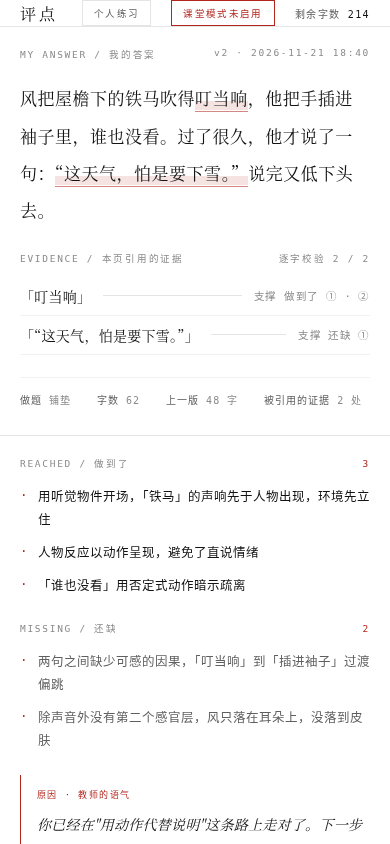 评点 个人练习 课堂模式未启用 剩余字数 214
MY ANSWER / 我的答案 v2 · 2026-11-21 18:40
风把屋檐下的铁马吹得叮当响，他把手插进
袖子里，谁也没看。过了很久，他才说了一
句：“这天气，怕是要下雪。”说完又低下头
去。
EVIDENCE / 本页引用的证据 逐字校验 2 / 2
「叮当响」 支撑 做到了 ① · ②
「“这天气，怕是要下雪。”」 支撑 还缺 ①
做题 铺垫 字数 62 上一版 48 字 被引用的证据 2 处
REACHED / 做到了 3
· 用听觉物件开场，「铁马」的声响先于人物出现，环境先立
住
· 人物反应以动作呈现，避免了直说情绪
· 「谁也没看」用否定式动作暗示疏离
MISSING / 还缺 2
· 两句之间缺少可感的因果，「叮当响」到「插进袖子」过渡
偏跳
· 除声音外没有第二个感官层，风只落在耳朵上，没落到皮
肤
原因 · 教师的语气
你已经在"用动作代替说明"这条路上走对了。下一步